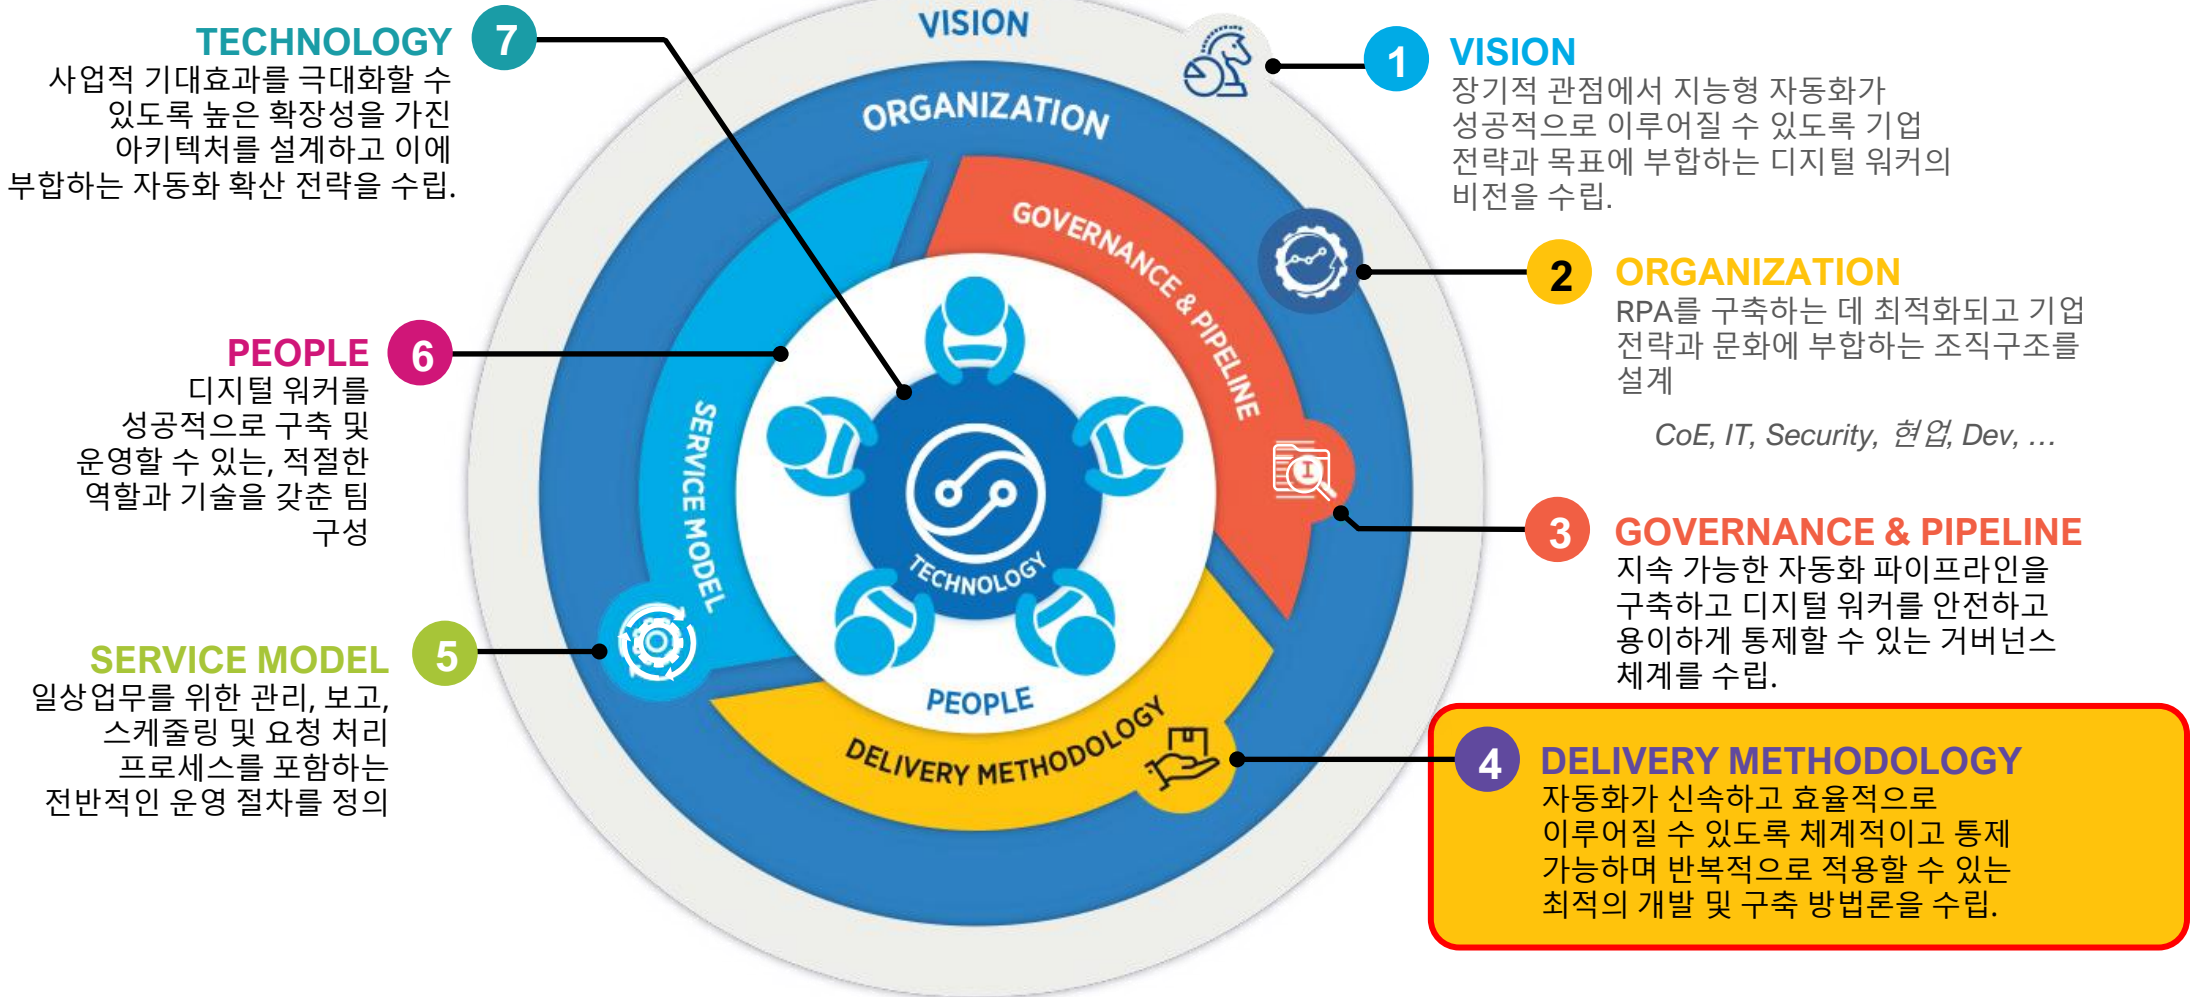 7
TECHNOLOGY
사업적 기대효과를 극대화할 수
있도록 높은 확장성을 가진
아키텍처를 설계하고 이에
부합하는 자동화 확산 전략을 수립.
6
PEOPLE
디지털 워커를
성공적으로 구축 및
운영할 수 있는, 적절한
역할과 기술을 갖춘 팀
구성
5
SERVICE MODEL
일상업무를 위한 관리, 보고,
스케줄링 및 요청 처리
프로세스를 포함하는
전반적인 운영 절차를 정의
VISION
ORGANIZATION
GOVERNANCE & PIPELINE
SERVICE MODEL
TECHNOLOGY
PEOPLE
DELIVERY METHODOLOGY
I
1
VISION
장기적 관점에서 지능형 자동화가
성공적으로 이루어질 수 있도록 기업
전략과 목표에 부합하는 디지털 워커의
비전을 수립.
2
ORGANIZATION
RPA를 구축하는 데 최적화되고 기업
전략과 문화에 부합하는 조직구조를
설계
CoE, IT, Security, 현업, Dev, …
3
GOVERNANCE & PIPELINE
지속 가능한 자동화 파이프라인을
구축하고 디지털 워커를 안전하고
용이하게 통제할 수 있는 거버넌스
체계를 수립.
4
DELIVERY METHODOLOGY
자동화가 신속하고 효율적으로
이루어질 수 있도록 체계적이고 통제
가능하며 반복적으로 적용할 수 있는
최적의 개발 및 구축 방법론을 수립.